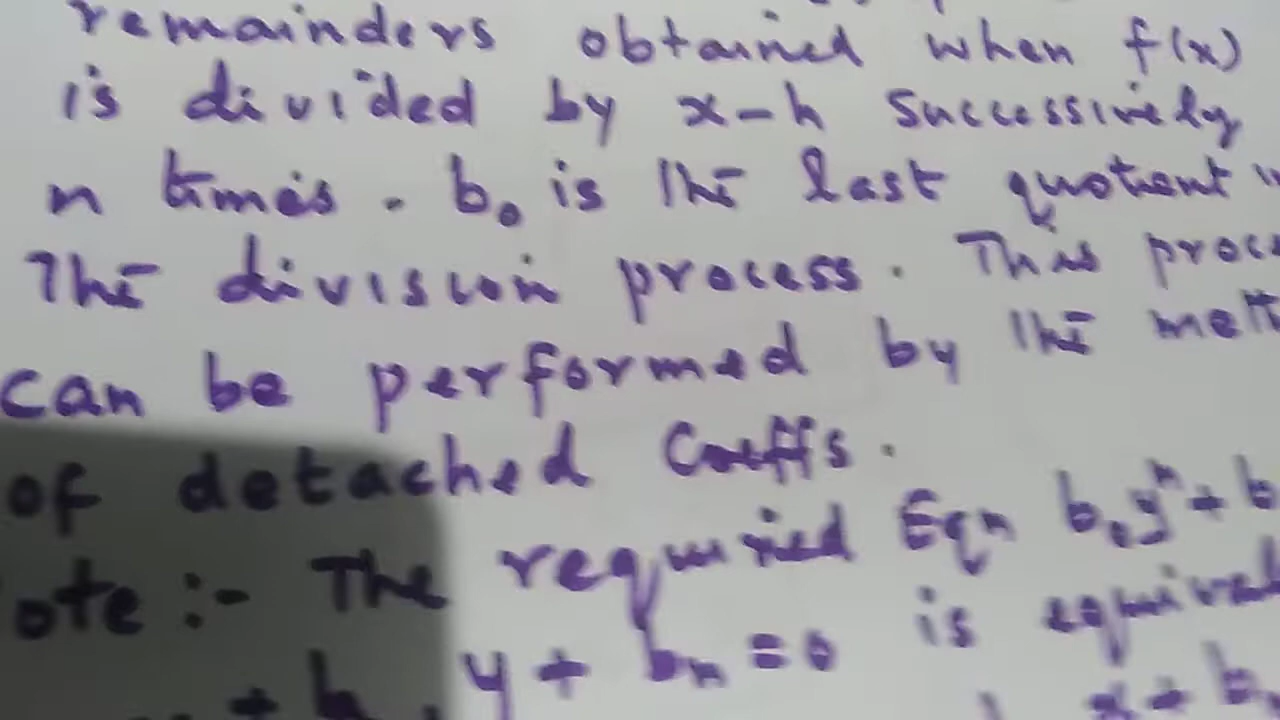 remainders obtained when f(x)
is divided by x-h successively
n times. b₀ is the last quotient
The division process. This
can be performed by the
of detached Coeffs.
:- The required Eqn b₀yⁿ+ b
y + bₙ = 0 is
x + b